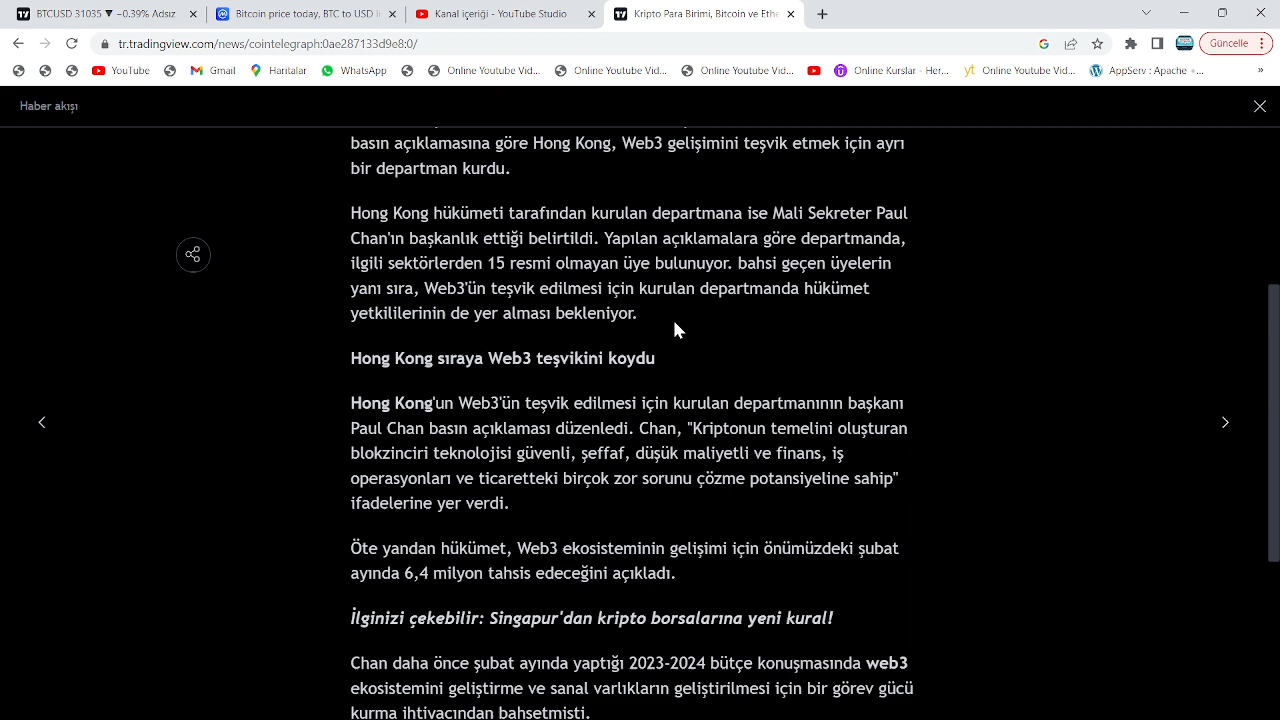 BTCUSD 31035 ▼ −0.39% Adsız
Bitcoin price today, BTC to USD li
Kanal içeriği - YouTube Studio
Kripto Para Birimi, Bitcoin ve Ethe
tr.tradingview.com/news/cointelegraph:0ae287133d9e8:0/
Güncelle
YouTube
Gmail
Haritalar
WhatsApp
Online Youtube Vid...
Online Youtube Vid...
Online Youtube Vid...
Online Kurslar - Her...
Online Youtube Vid...
AppServ : Apache +...
»
Haber akışı
basın açıklamasına göre Hong Kong, Web3 gelişimini teşvik etmek için ayrı
bir departman kurdu.
Hong Kong hükümeti tarafından kurulan departmana ise Mali Sekreter Paul
Chan'ın başkanlık ettiği belirtildi. Yapılan açıklamalara göre departmanda,
ilgili sektörlerden 15 resmi olmayan üye bulunuyor. bahsi geçen üyelerin
yanı sıra, Web3'ün teşvik edilmesi için kurulan departmanda hükümet
yetkililerinin de yer alması bekleniyor.
Hong Kong sıraya Web3 teşvikini koydu
Hong Kong'un Web3'ün teşvik edilmesi için kurulan departmanının başkanı
Paul Chan basın açıklaması düzenledi. Chan, "Kriptonun temelini oluşturan
blokzinciri teknolojisi güvenli, şeffaf, düşük maliyetli ve finans, iş
operasyonları ve ticaretteki birçok zor sorunu çözme potansiyeline sahip"
ifadelerine yer verdi.
Öte yandan hükümet, Web3 ekosisteminin gelişimi için önümüzdeki şubat
ayında 6,4 milyon tahsis edeceğini açıkladı.
İlginizi çekebilir: Singapur'dan kripto borsalarına yeni kural!
Chan daha önce şubat ayında yaptığı 2023-2024 bütçe konuşmasında web3
ekosistemini geliştirme ve sanal varlıkların geliştirilmesi için bir görev gücü
kurma ihtiyacından bahsetmişti.